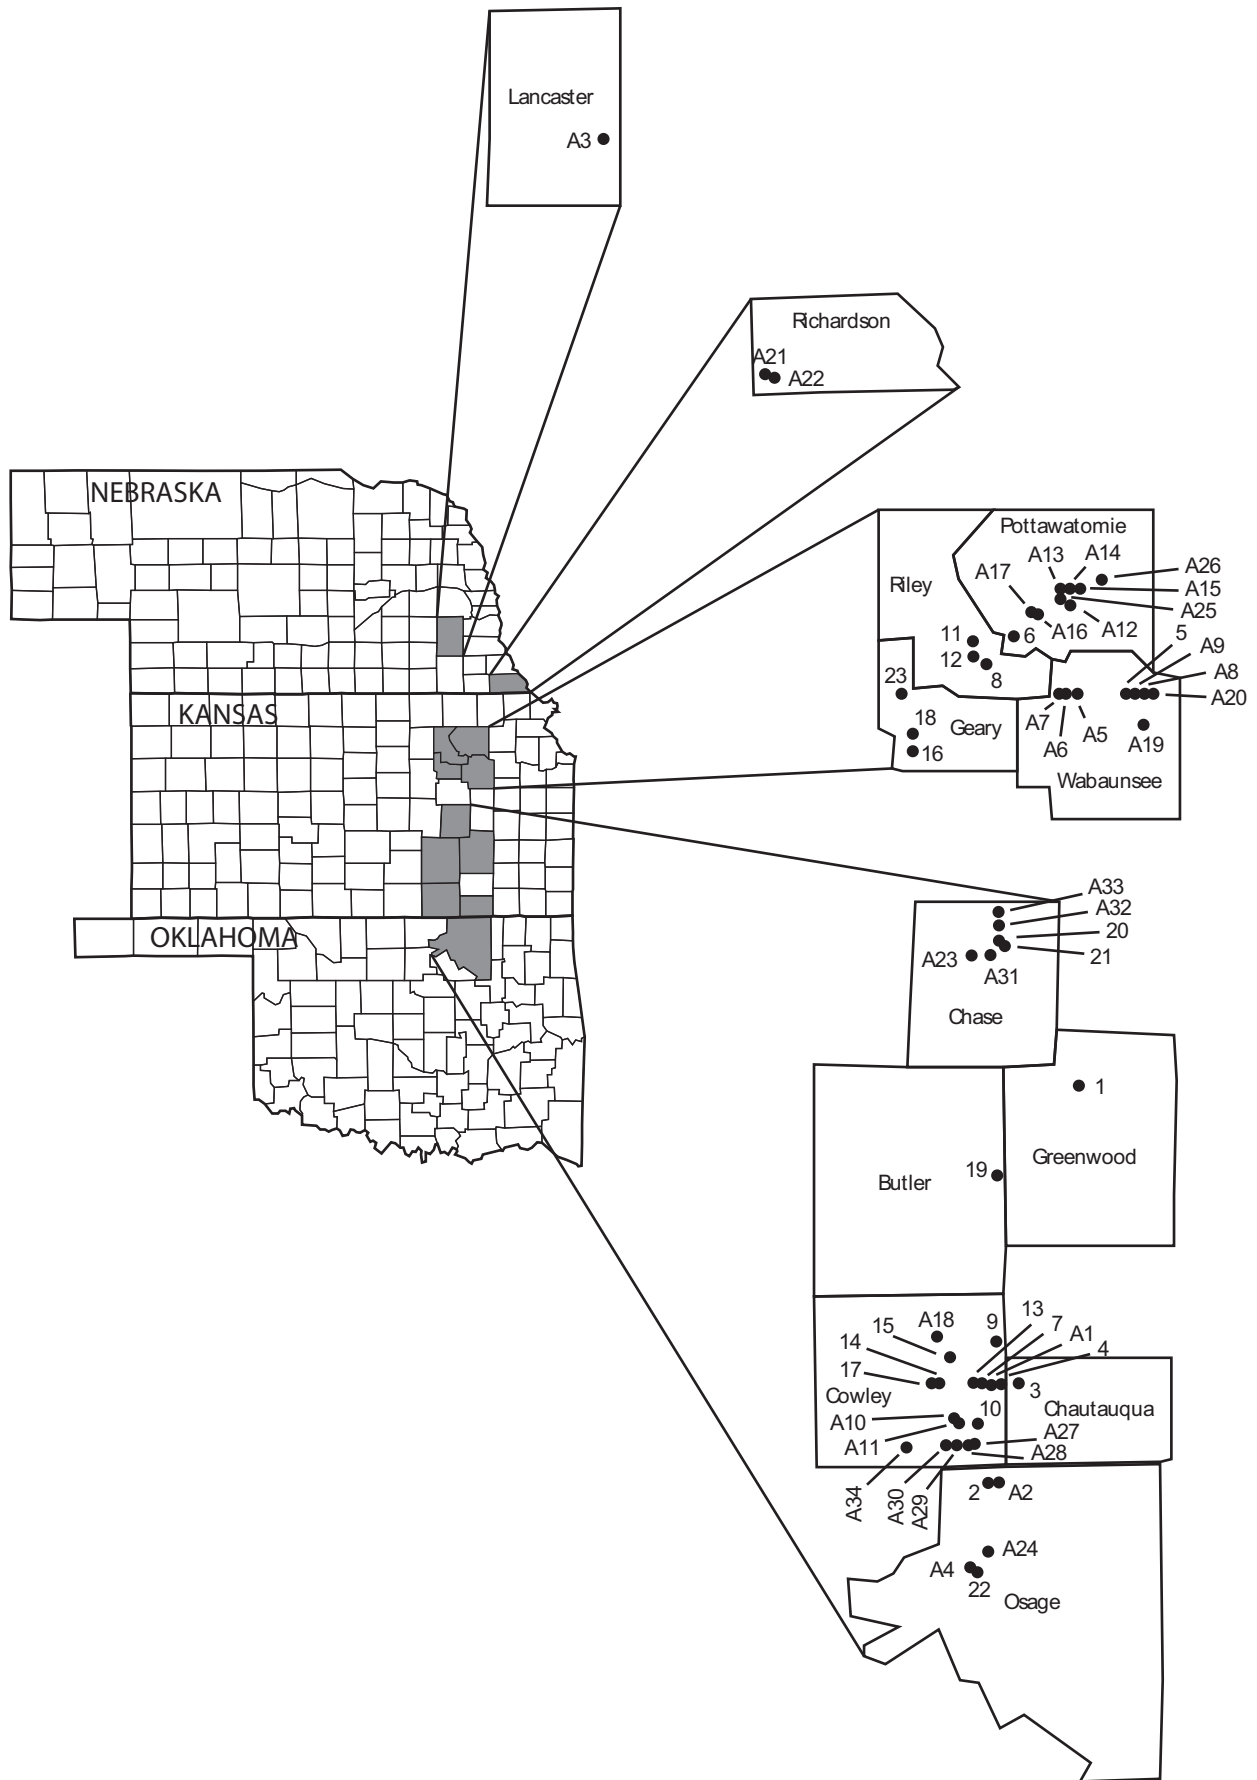 Lancaster
A3
Richardson
A21
A22
NEBRASKA
KANSAS
OKLAHOMA
Pottawatomie
A13
A14
A17
A26
A15
A25
Riley
A16
A12
5
11
6
A9
12
8
A8
23
A20
18
Geary
A7
A5
A6
A19
16
Wabaunsee
A33
A32
20
21
A23
A31
Chase
1
Greenwood
19
Butler
13
A18
9
7
15
A1
14
4
17
3
Cowley
10
Chautauqua
A10
A27
A11
A28
A34
A30
A29
2
A2
A24
A4
22
Osage